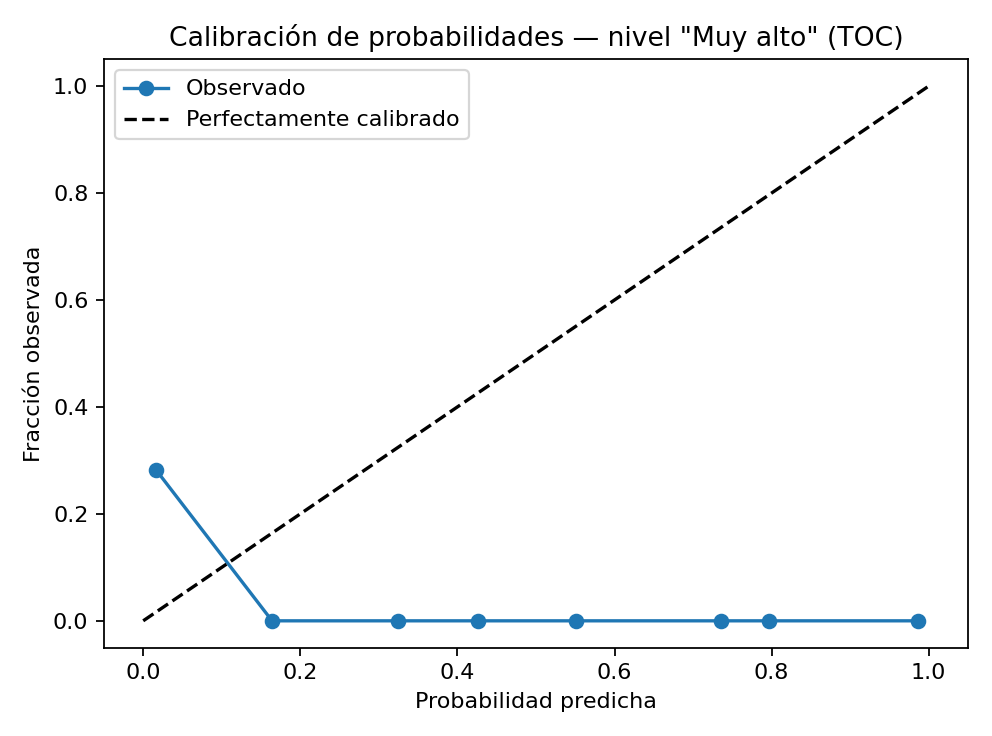 Calibración de probabilidades — nivel "Muy alto" (TOC)
Observado
Perfectamente calibrado
Fracción observada
1.0
0.8
0.6
0.4
0.2
0.0
0.0 0.2 0.4 0.6 0.8 1.0
Probabilidad predicha